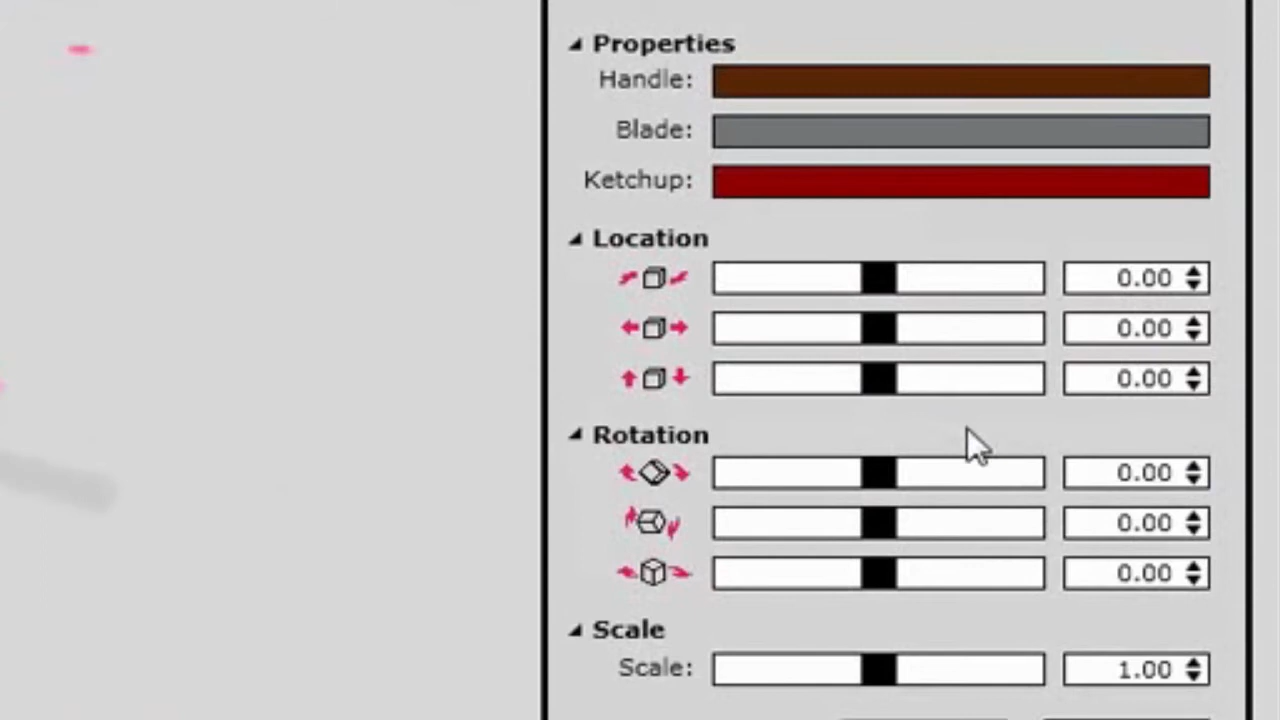 Properties
Handle:
Blade:
Ketchup:
Location
0.00
0.00
0.00
Rotation
0.00
0.00
0.00
Scale
Scale: 1.00